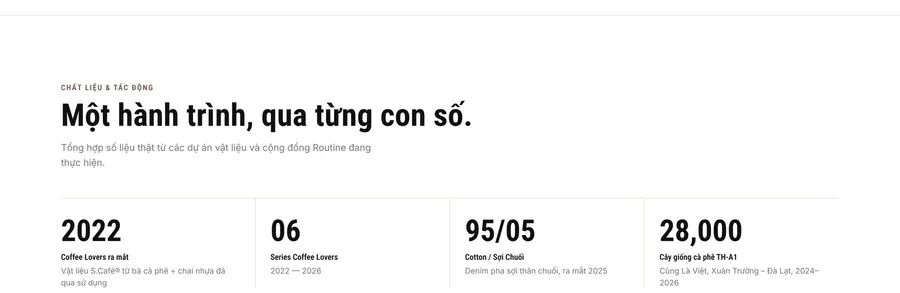 CHẤT LIỆU & TÁC ĐỘNG
Một hành trình, qua từng con số.
Tổng hợp số liệu thật từ các dự án vật liệu và cộng đồng Routine đang
thực hiện.
2022
Coffee Lovers ra mắt
Vật liệu S.Café® từ bã cà phê + chai nhựa đã
qua sử dụng
06
Series Coffee Lovers
2022 — 2026
95/05
Cotton / Sợi Chuối
Denim pha sợi thân chuối, ra mắt 2025
28,000
Cây giống cà phê TH-A1
Cùng Là Việt, Xuân Trường – Đà Lạt, 2024–
2026